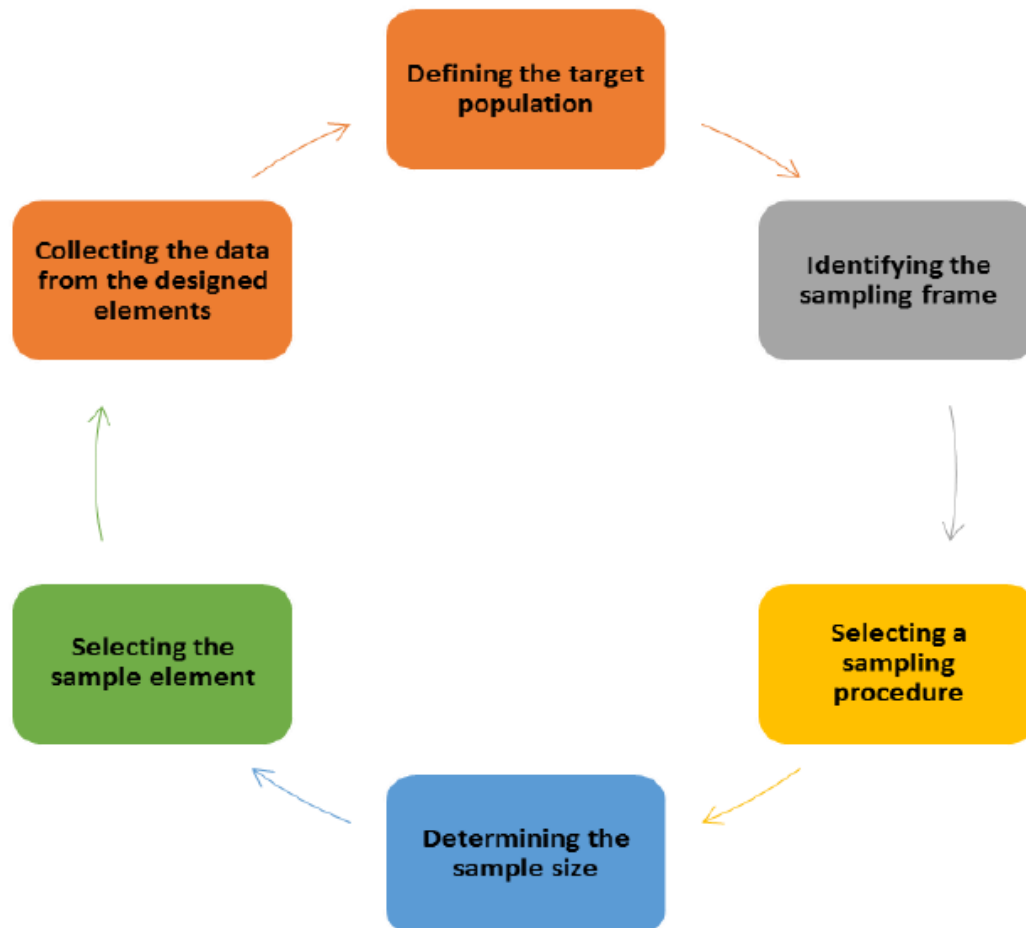 Defining the target
population
Identifying the
sampling frame
Selecting a
sampling
procedure
Determining the
sample size
Selecting the
sample element
Collecting the data
from the designed
elements